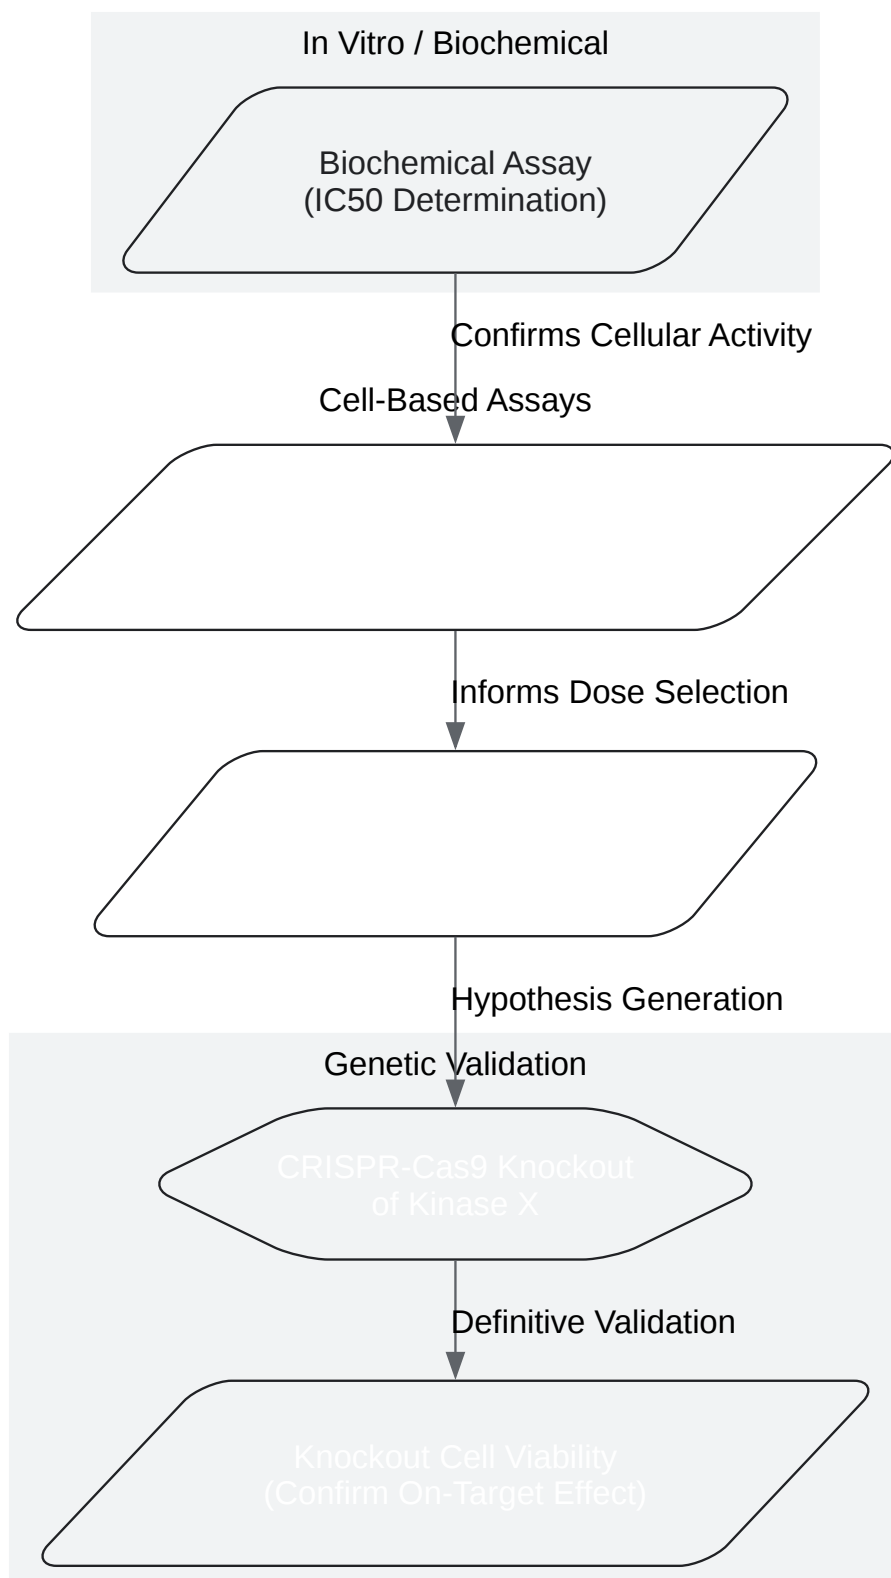 In Vitro / Biochemical
Biochemical Assay
(IC50 Determination)
Confirms Cellular Activity
Cell-Based Assays
Informs Dose Selection
Hypothesis Generation
Genetic Validation
CRISPR-Cas9 Knockout
of Kinase X
Definitive Validation
Knockout Cell Viability
(Confirm On-Target Effect)